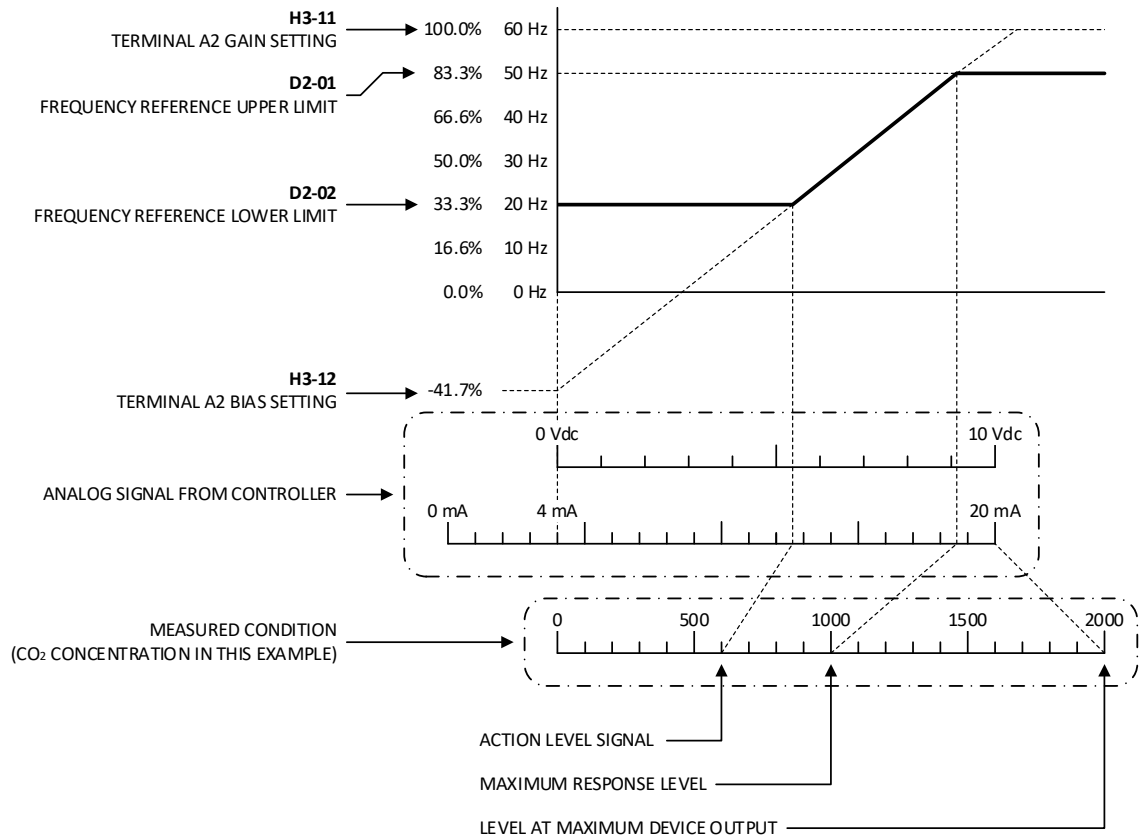 H3-11
TERMINAL A2 GAIN SETTING
100.0% 60 Hz
D2-01
FREQUENCY REFERENCE UPPER LIMIT
83.3% 50 Hz
66.6% 40 Hz
50.0% 30 Hz
D2-02
FREQUENCY REFERENCE LOWER LIMIT
33.3% 20 Hz
16.6% 10 Hz
0.0% 0 Hz
H3-12
TERMINAL A2 BIAS SETTING
-41.7%
0 Vdc 10 Vdc
ANALOG SIGNAL FROM CONTROLLER
0 mA 4 mA 20 mA
MEASURED CONDITION
(CO₂ CONCENTRATION IN THIS EXAMPLE)
0 500 1000 1500 2000
ACTION LEVEL SIGNAL
MAXIMUM RESPONSE LEVEL
LEVEL AT MAXIMUM DEVICE OUTPUT